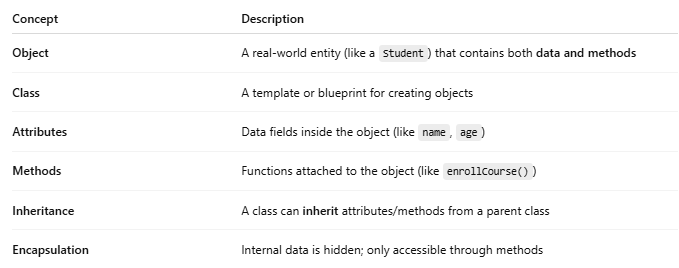 Concept Description
Object A real-world entity (like a Student) that contains both data and methods
Class A template or blueprint for creating objects
Attributes Data fields inside the object (like name, age)
Methods Functions attached to the object (like enrollCourse())
Inheritance A class can inherit attributes/methods from a parent class
Encapsulation Internal data is hidden; only accessible through methods